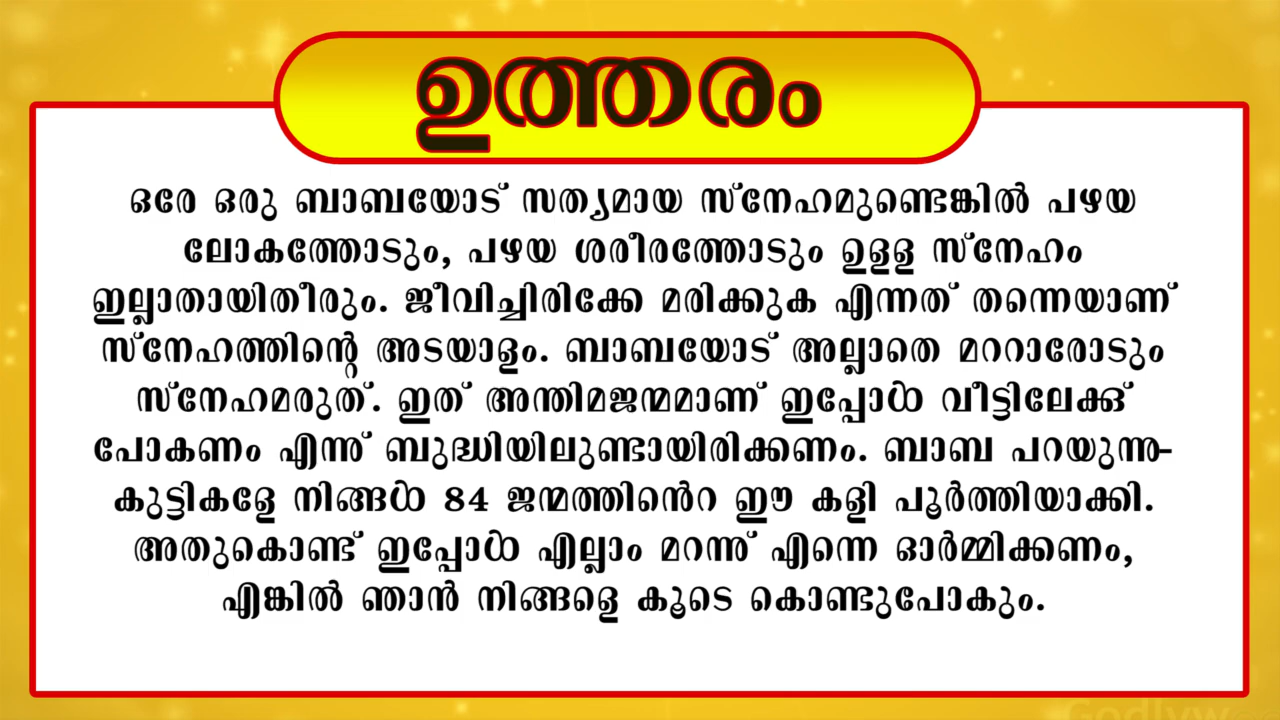 ഉത്തരം
ഒരേ ഒരു ബാബയോട് സത്യമായ സ്നേഹമുണ്ടെങ്കിൽ പഴയ
ലോകത്തോടും, പഴയ ശരീരത്തോടും ഉളള സ്നേഹം
ഇല്ലാതായിതീരും. ജീവിച്ചിരിക്കേ മരിക്കുക എന്നത് തന്നെയാണ്
സ്നേഹത്തിന്റെ അടയാളം. ബാബയോട് അല്ലാതെ മററാരോടും
സ്നേഹമരുത്. ഇത് അന്തിമജന്മമാണ് ഇപ്പോൾ വീട്ടിലേക്കു്
പോകണം എന്നു് ബുദ്ധിയിലുണ്ടായിരിക്കണം. ബാബ പറയുന്നു-
കുട്ടികളേ നിങ്ങൾ 84 ജന്മത്തിൻെറ ഈ കളി പൂർത്തിയാക്കി.
അതുകൊണ്ട് ഇപ്പോൾ എല്ലാം മറന്നു് എന്നെ ഓർമ്മിക്കണം,
എങ്കിൽ ഞാൻ നിങ്ങളെ കൂടെ കൊണ്ടുപോകും.